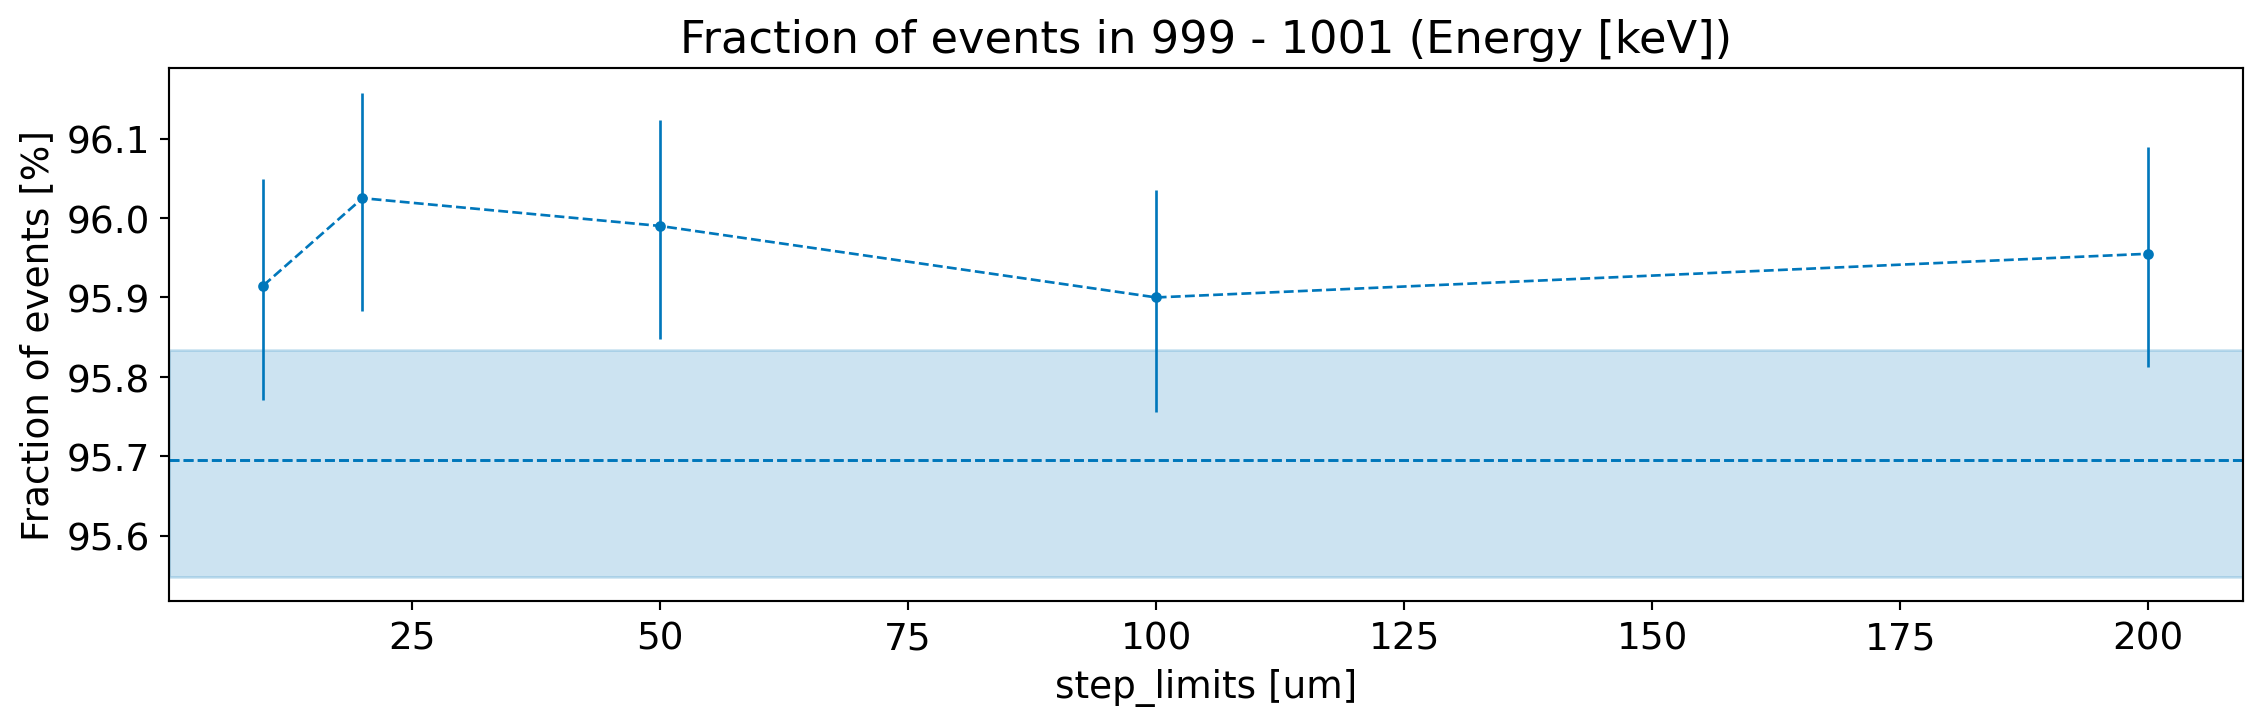 Fraction of events in 999 - 1001 (Energy [keV])
Fraction of events [%]
96.1
96.0
95.9
95.8
95.7
95.6
25 50 75 100 125 150 175 200
step_limits [um]